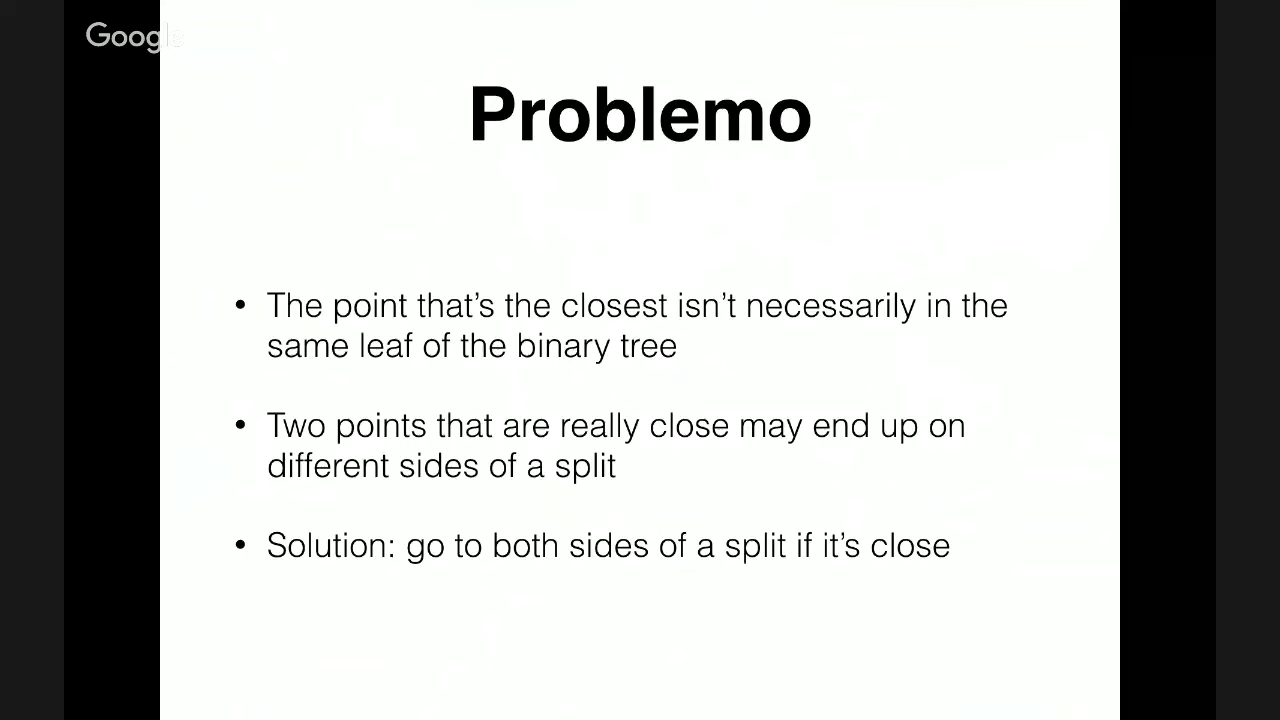 Google
Problemo
• The point that’s the closest isn’t necessarily in the
same leaf of the binary tree
• Two points that are really close may end up on
different sides of a split
• Solution: go to both sides of a split if it’s close